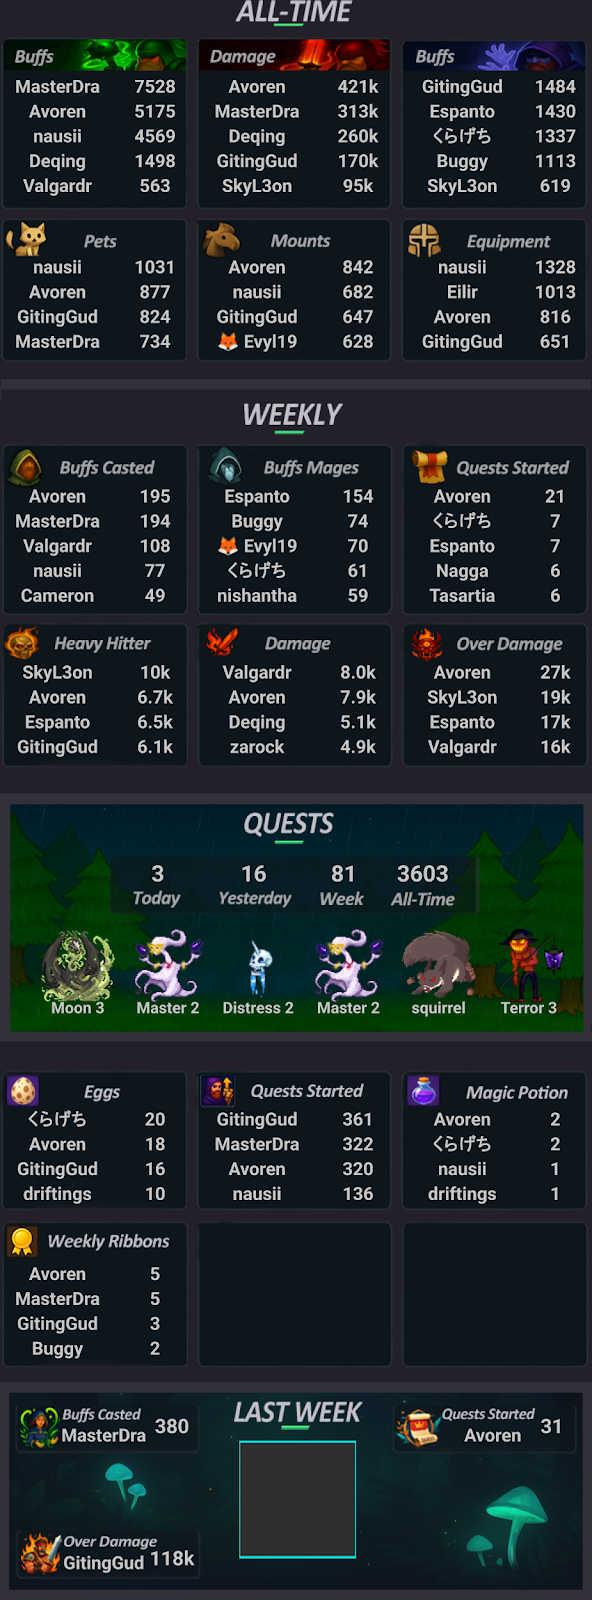 ALL-TIME
Buffs
MasterDra 7528
Avoren 5175
nausii 4569
Deqing 1498
Valgardr 563
Damage
Avoren 421k
MasterDra 313k
Deqing 260k
GitingGud 170k
SkyL3on 95k
Buffs
GitingGud 1484
Espanto 1430
くらげち 1337
Buggy 1113
SkyL3on 619
Pets
nausii 1031
Avoren 877
GitingGud 824
MasterDra 734
Mounts
Avoren 842
nausii 682
GitingGud 647
🦊 Evyl19 628
Equipment
nausii 1328
Eilir 1013
Avoren 816
GitingGud 651
WEEKLY
Buffs Casted
Avoren 195
MasterDra 194
Valgardr 108
nausii 77
Cameron 49
Buffs Mages
Espanto 154
Buggy 74
🦊 Evyl19 70
くらげち 61
nishantha 59
Quests Started
Avoren 21
くらげち 7
Espanto 7
Nagga 6
Tasartia 6
Heavy Hitter
SkyL3on 10k
Avoren 6.7k
Espanto 6.5k
GitingGud 6.1k
Damage
Valgardr 8.0k
Avoren 7.9k
Deqing 5.1k
zarock 4.9k
Over Damage
Avoren 27k
SkyL3on 19k
Espanto 17k
Valgardr 16k
QUESTS
3 16 81 3603
Today Yesterday Week All-Time
Moon 3 Master 2 Distress 2 Master 2 squirrel Terror 3
Eggs
くらげち 20
Avoren 18
GitingGud 16
driftings 10
Quests Started
GitingGud 361
MasterDra 322
Avoren 320
nausii 136
Magic Potion
Avoren 2
くらげち 2
nausii 1
driftings 1
Weekly Ribbons
Avoren 5
MasterDra 5
GitingGud 3
Buggy 2
LAST WEEK
Buffs Casted
MasterDra 380
Quests Started
Avoren 31
Over Damage
GitingGud 118k